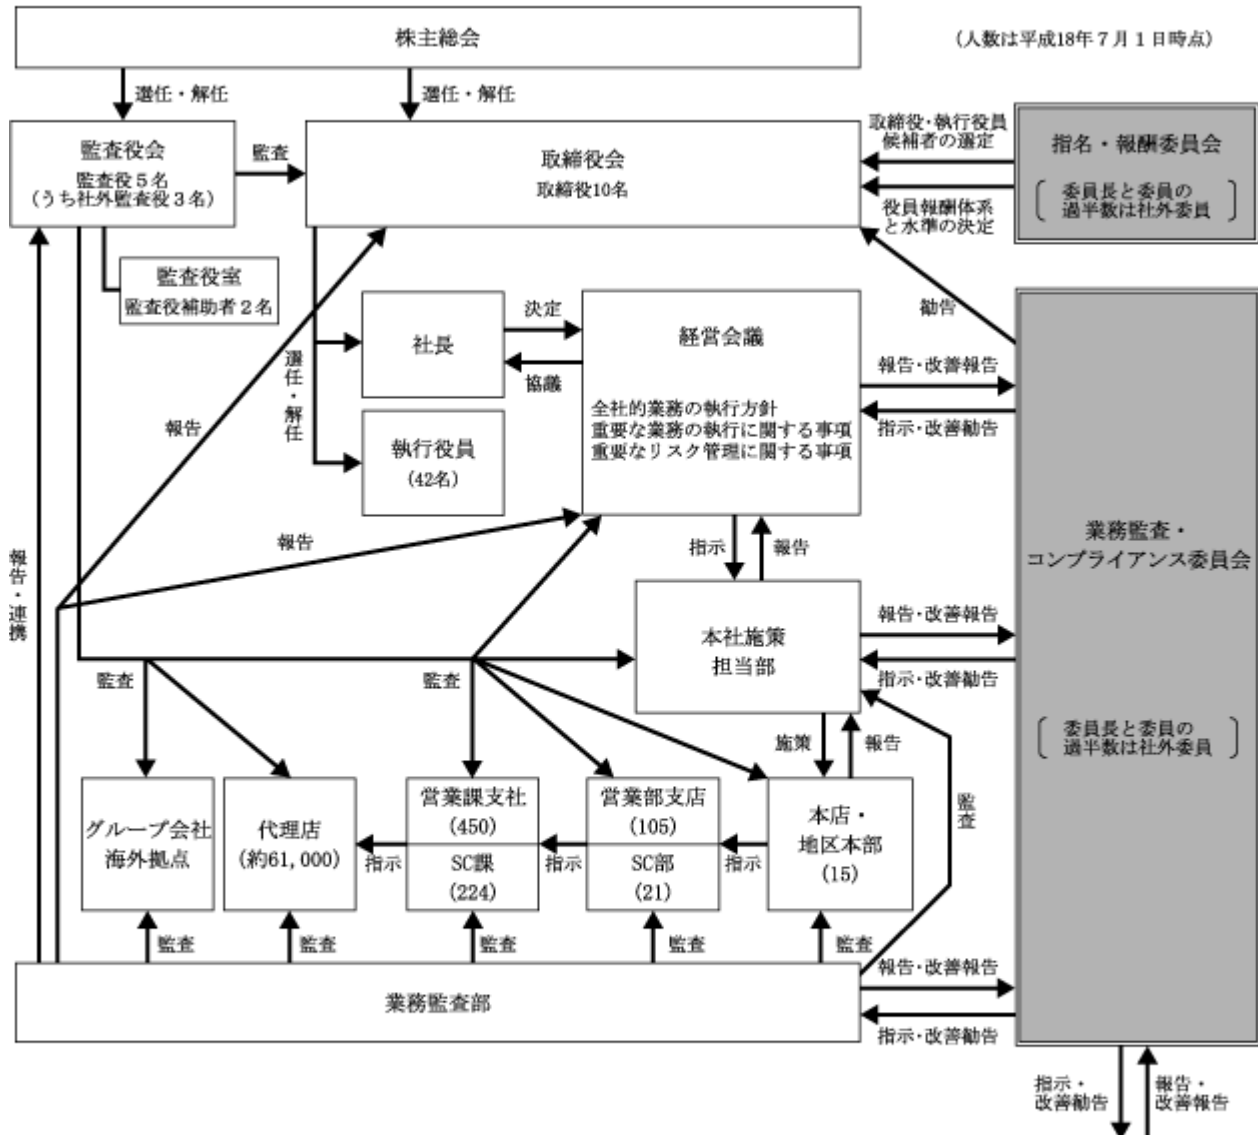 株主総会
(人数は平成18年7月1日時点)
選任・解任
選任・解任
監査役会
監査役5名
(うち社外監査役3名)
監査
取締役会
取締役10名
取締役・執行役員
候補者の選定
役員報酬体系
と水準の決定
指名・報酬委員会
委員長と委員の
過半数は社外委員
監査役室
監査役補助者2名
勧告
選任・解任
報告
社長
決定
協議
執行役員
(42名)
経営会議
全社的業務の執行方針
重要な業務の執行に関する事項
重要なリスク管理に関する事項
報告・改善報告
指示・改善勧告
業務監査・
コンプライアンス委員会
委員長と委員の
過半数は社外委員
報告・連携
報告
指示
報告
本社施策
担当部
報告・改善報告
指示・改善勧告
監査
監査
施策
報告
監査
グループ会社
海外拠点
代理店
(約61,000)
指示
営業課支社
(450)
SC課
(224)
指示
営業部支店
(105)
SC部
(21)
指示
本店・
地区本部
(15)
監査
監査
監査
監査
監査
業務監査部
報告・改善報告
指示・改善勧告
指示・
改善勧告
報告・
改善報告